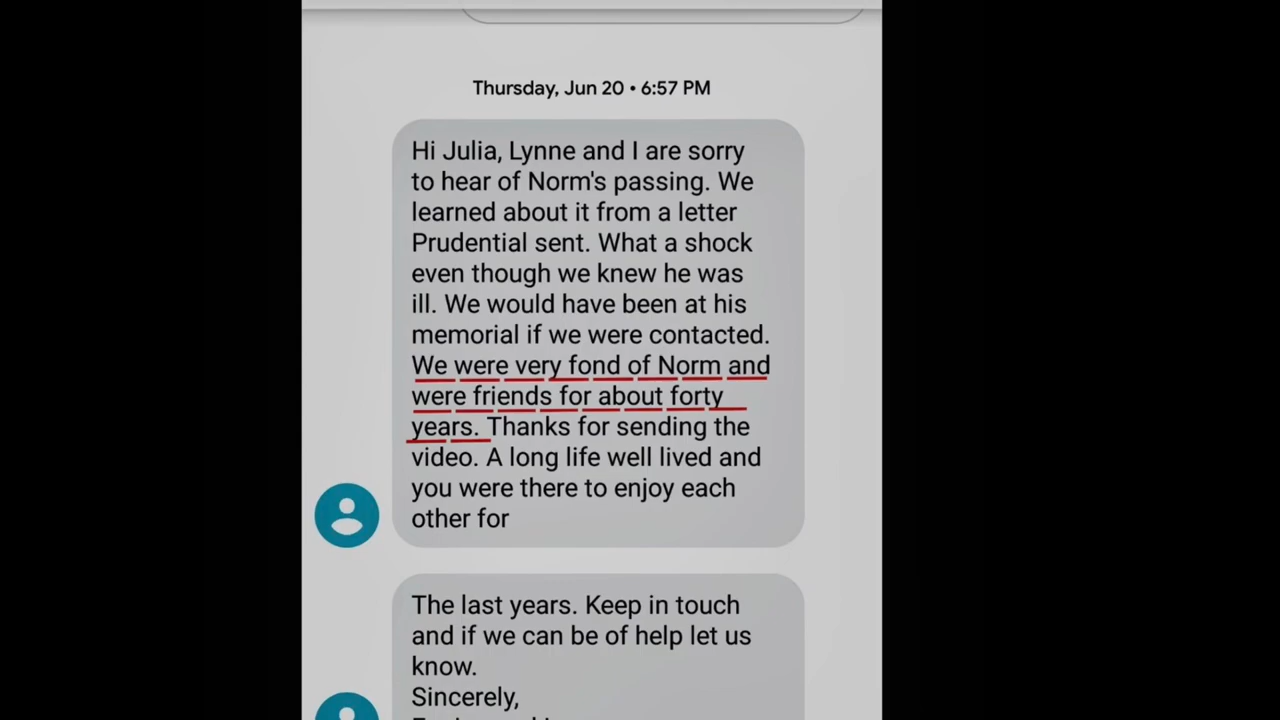 Thursday, Jun 20 • 6:57 PM
Hi Julia, Lynne and I are sorry
to hear of Norm's passing. We
learned about it from a letter
Prudential sent. What a shock
even though we knew he was
ill. We would have been at his
memorial if we were contacted.
We were very fond of Norm and
were friends for about forty
years. Thanks for sending the
video. A long life well lived and
you were there to enjoy each
other for
The last years. Keep in touch
and if we can be of help let us
know.
Sincerely,